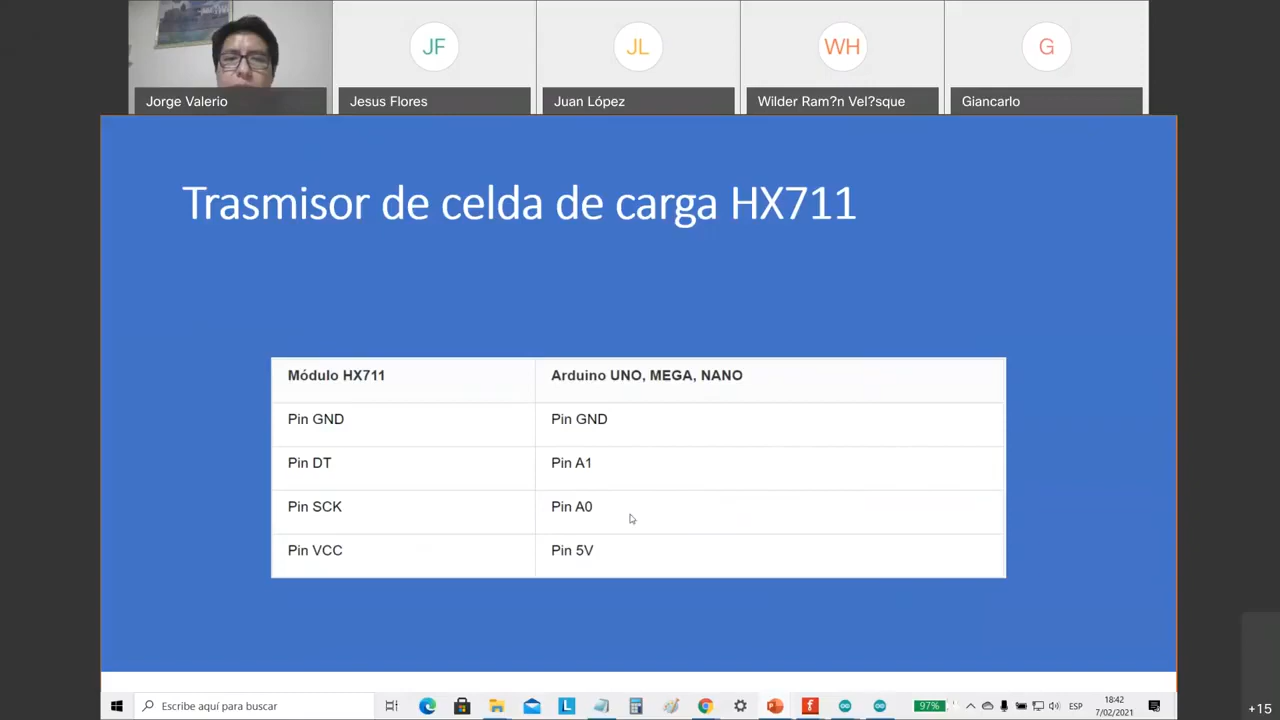 JF
JL
WH
G
Jorge Valerio
Jesus Flores
Juan López
Wilder Ram?n Vel?sque
Giancarlo
Trasmisor de celda de carga HX711
Módulo HX711
Arduino UNO, MEGA, NANO
Pin GND
Pin GND
Pin DT
Pin A1
Pin SCK
Pin A0
Pin VCC
Pin 5V
Escribe aquí para buscar
97%
ESP
18:42
7/02/2021
+15